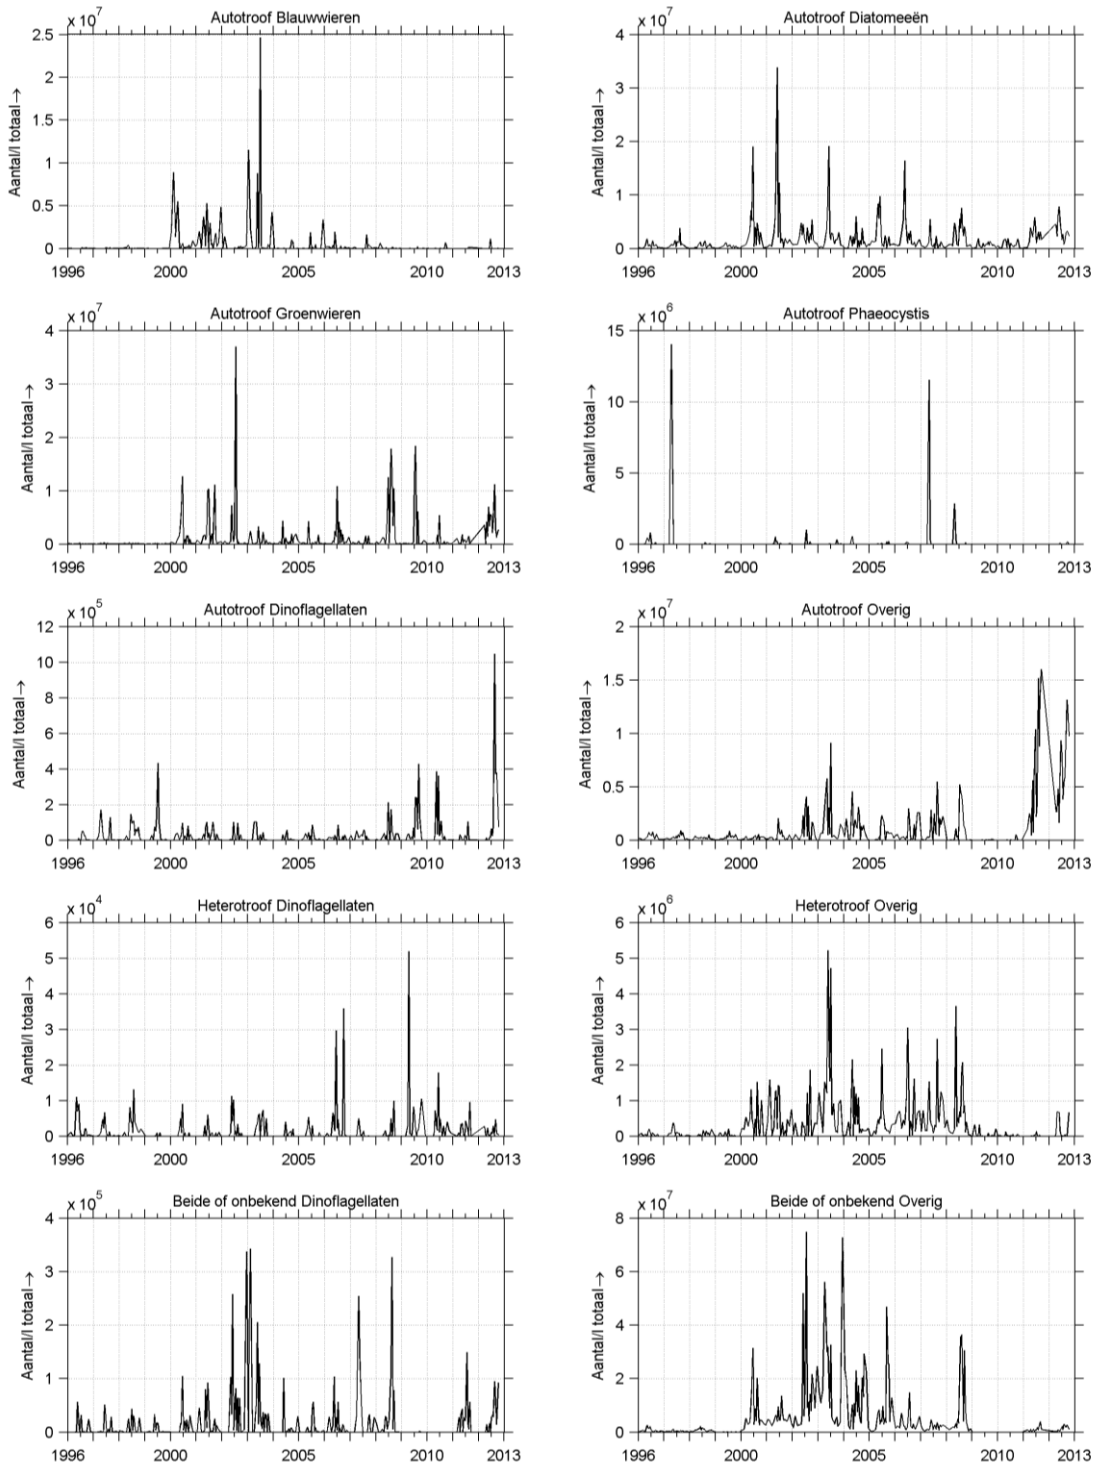 Autotroof Blauwwieren
x 10^7
Aantal/l totaal→
2.5
2
1.5
1
0.5
0
1996 2000 2005 2010 2013
Autotroof Diatomeeën
x 10^7
Aantal/l totaal→
4
3
2
1
0
1996 2000 2005 2010 2013
Autotroof Groenwieren
x 10^7
Aantal/l totaal→
4
3
2
1
0
1996 2000 2005 2010 2013
Autotroof Phaeocystis
x 10^6
Aantal/l totaal→
15
10
5
0
1996 2000 2005 2010 2013
Autotroof Dinoflagellaten
x 10^5
Aantal/l totaal→
12
10
8
6
4
2
0
1996 2000 2005 2010 2013
Autotroof Overig
x 10^7
Aantal/l totaal→
2
1.5
1
0.5
0
1996 2000 2005 2010 2013
Heterotroof Dinoflagellaten
x 10^4
Aantal/l totaal→
6
5
4
3
2
1
0
1996 2000 2005 2010 2013
Heterotroof Overig
x 10^6
Aantal/l totaal→
6
5
4
3
2
1
0
1996 2000 2005 2010 2013
Beide of onbekend Dinoflagellaten
x 10^5
Aantal/l totaal→
4
3
2
1
0
1996 2000 2005 2010 2013
Beide of onbekend Overig
x 10^7
Aantal/l totaal→
8
6
4
2
0
1996 2000 2005 2010 2013